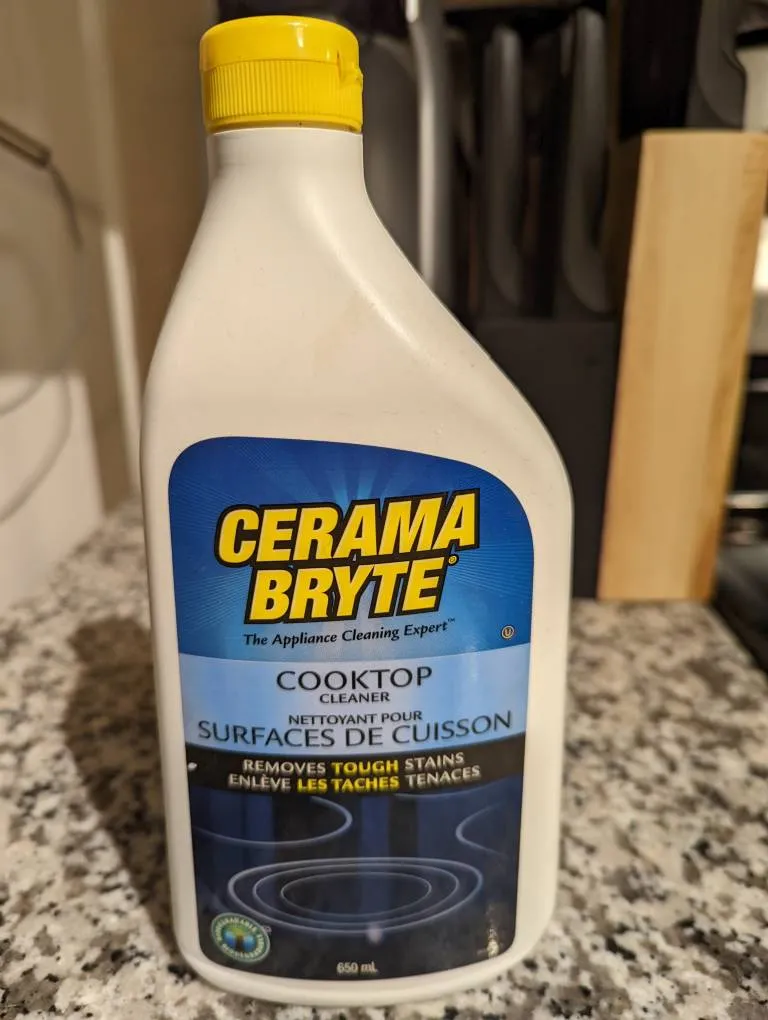 CERAMA
BRYTE®
The Appliance Cleaning Expert™
U
COOKTOP
CLEANER
NETTOYANT POUR
SURFACES DE CUISSON
REMOVES TOUGH STAINS
ENLÈVE LES TACHES TENACES
650 mL